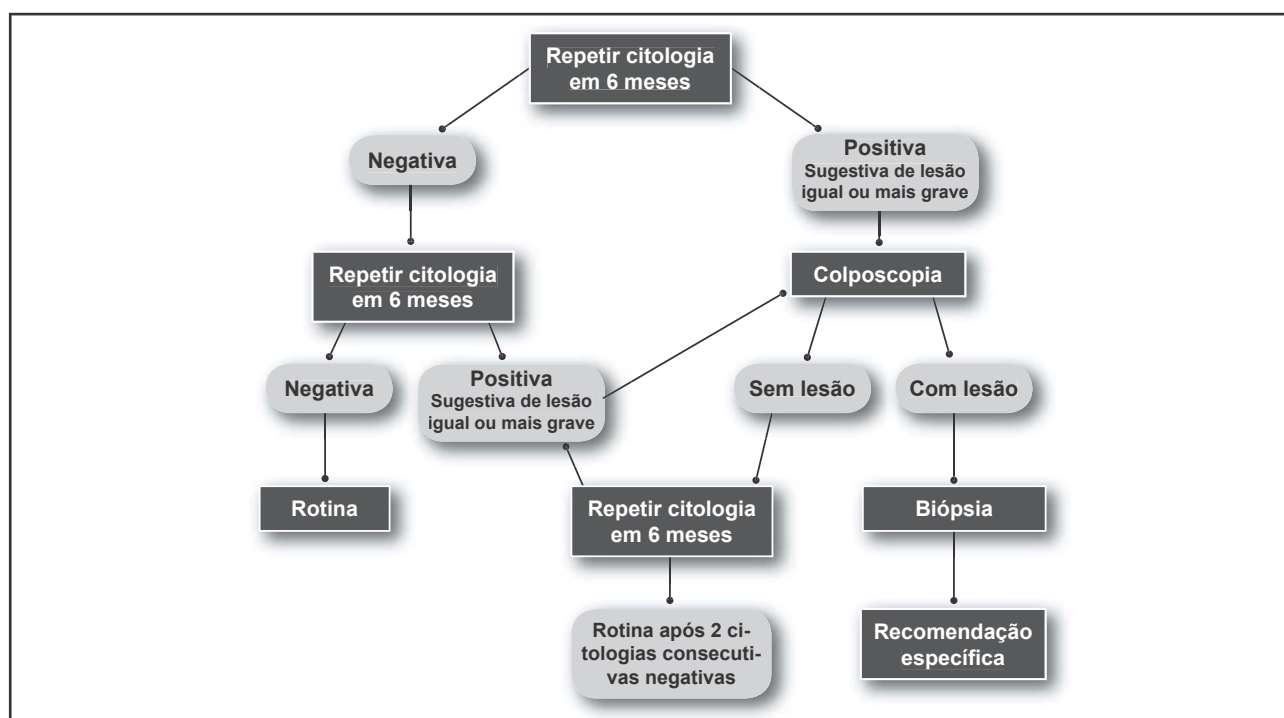 Repetir citologia
em 6 meses
Negativa
Positiva
Sugestiva de lesão
igual ou mais grave
Repetir citologia
em 6 meses
Colposcopia
Negativa
Positiva
Sugestiva de lesão
igual ou mais grave
Sem lesão
Com lesão
Rotina
Repetir citologia
em 6 meses
Biópsia
Rotina após 2 ci-
tologias consecuti-
vas negativas
Recomendação
específica